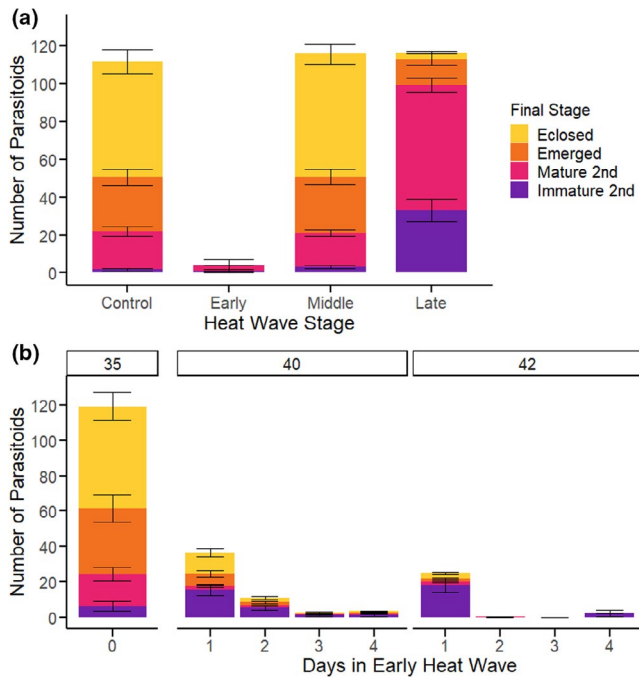 (a)
120
100
80
60
40
20
0
Number of Parasitoids
Control Early Middle Late
Heat Wave Stage
Final Stage
Eclosed
Emerged
Mature 2nd
Immature 2nd
(b)
35 40 42
120
100
80
60
40
20
0
Number of Parasitoids
0 1 2 3 4 1 2 3 4
Days in Early Heat Wave